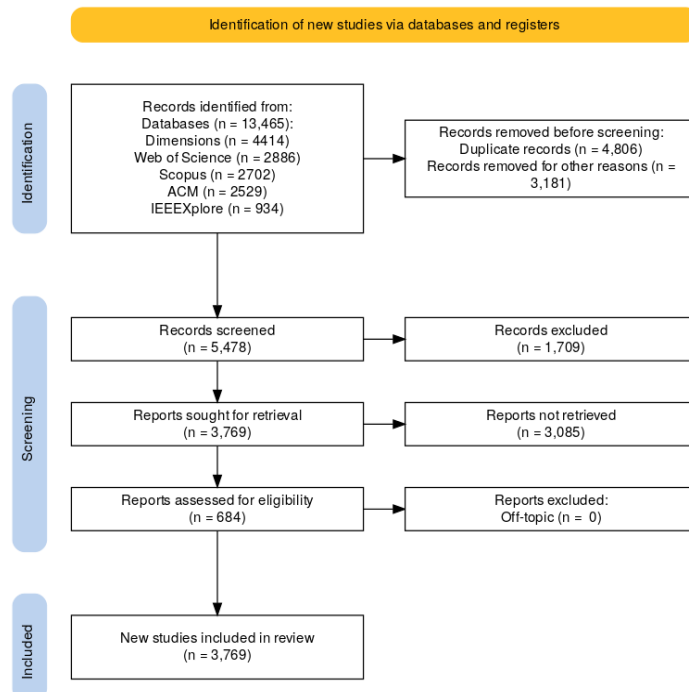 Identification of new studies via databases and registers
Identification
Records identified from:
Databases (n = 13,465):
Dimensions (n = 4414)
Web of Science (n = 2886)
Scopus (n = 2702)
ACM (n = 2529)
IEEEXplore (n = 934)
Records removed before screening:
Duplicate records (n = 4,806)
Records removed for other reasons (n =
3,181)
Screening
Records screened
(n = 5,478)
Records excluded
(n = 1,709)
Reports sought for retrieval
(n = 3,769)
Reports not retrieved
(n = 3,085)
Reports assessed for eligibility
(n = 684)
Reports excluded:
Off-topic (n =  0)
Included
New studies included in review
(n = 3,769)